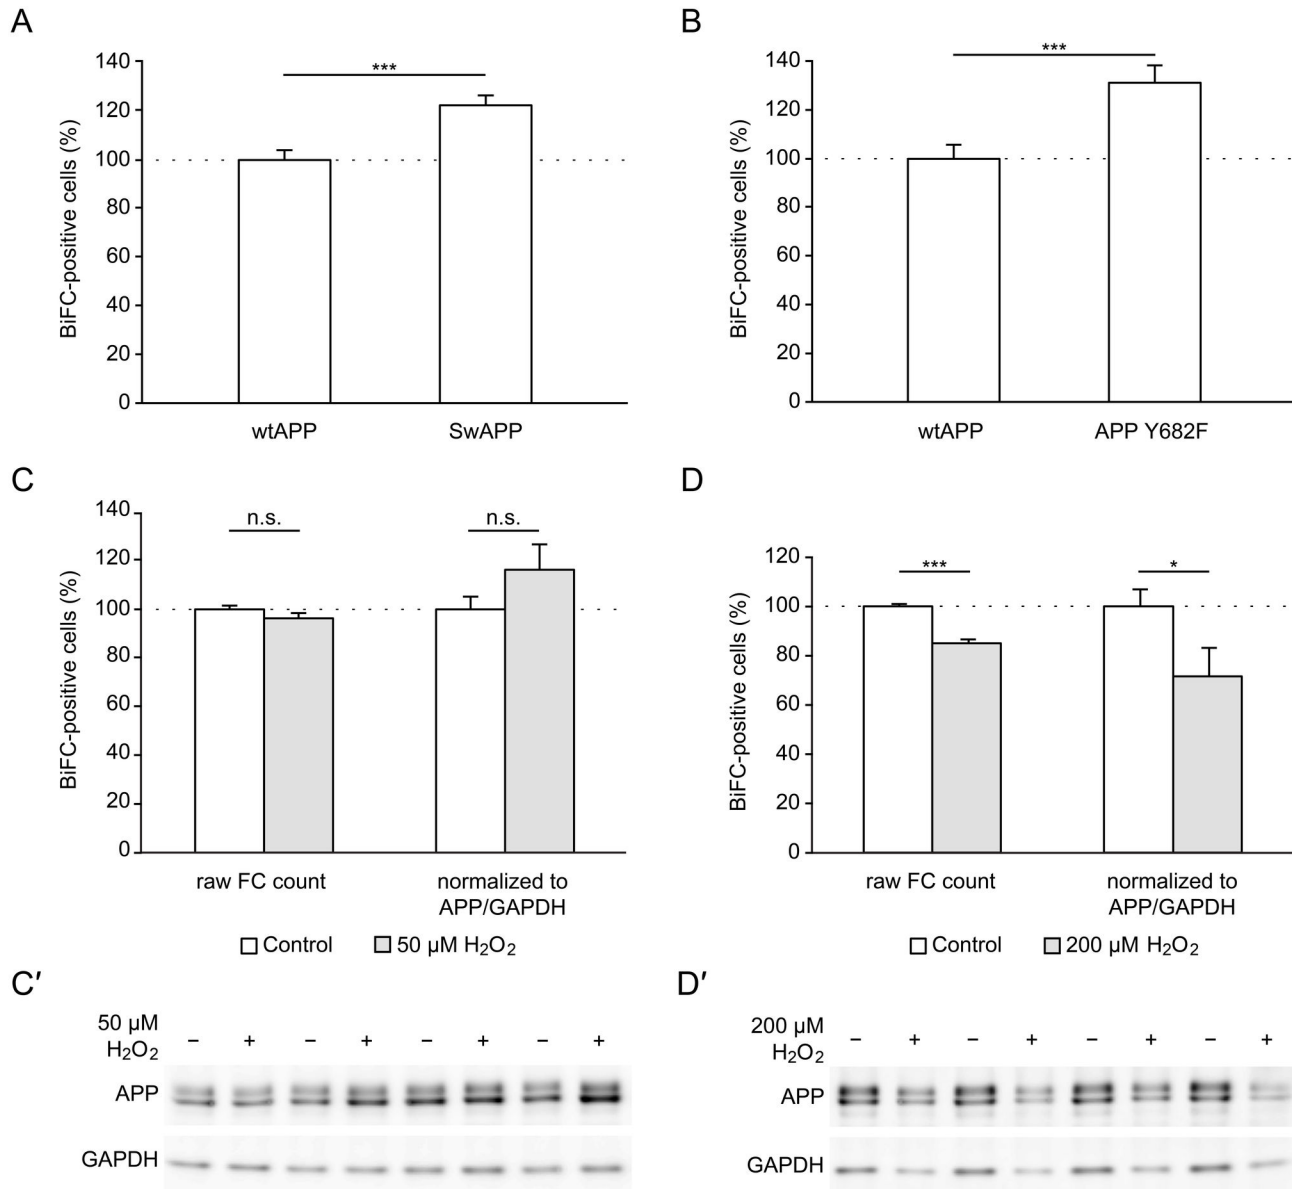 A
140
120
100
80
60
40
20
0
BiFC-positive cells (%)
***
wtAPP
SwAPP
B
140
120
100
80
60
40
20
0
BiFC-positive cells (%)
***
wtAPP
APP Y682F
C
140
120
100
80
60
40
20
0
BiFC-positive cells (%)
n.s.
n.s.
raw FC count
normalized to
APP/GAPDH
Control
50 µM H₂O₂
D
120
100
80
60
40
20
0
BiFC-positive cells (%)
***
*
raw FC count
normalized to
APP/GAPDH
Control
200 µM H₂O₂
C′
50 µM
H₂O₂
− + − + − + − +
APP
GAPDH
D′
200 µM
H₂O₂
− + − + − + − +
APP
GAPDH